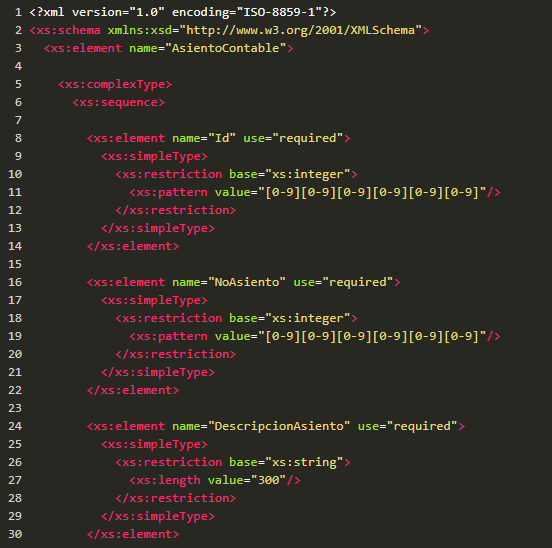 1 <?xml version="1.0" encoding="ISO-8859-1"?>
2 <xs:schema xmlns:xsd="http://www.w3.org/2001/XMLSchema">
3 <xs:element name="AsientoContable">
4
5 <xs:complexType>
6 <xs:sequence>
7
8 <xs:element name="Id" use="required">
9 <xs:simpleType>
10 <xs:restriction base="xs:integer">
11 <xs:pattern value="[0-9][0-9][0-9][0-9][0-9][0-9]"/>
12 </xs:restriction>
13 </xs:simpleType>
14 </xs:element>
15
16 <xs:element name="NoAsiento" use="required">
17 <xs:simpleType>
18 <xs:restriction base="xs:integer">
19 <xs:pattern value="[0-9][0-9][0-9][0-9][0-9][0-9]"/>
20 </xs:restriction>
21 </xs:simpleType>
22 </xs:element>
23
24 <xs:element name="DescripcionAsiento" use="required">
25 <xs:simpleType>
26 <xs:restriction base="xs:string">
27 <xs:length value="300"/>
28 </xs:restriction>
29 </xs:simpleType>
30 </xs:element>